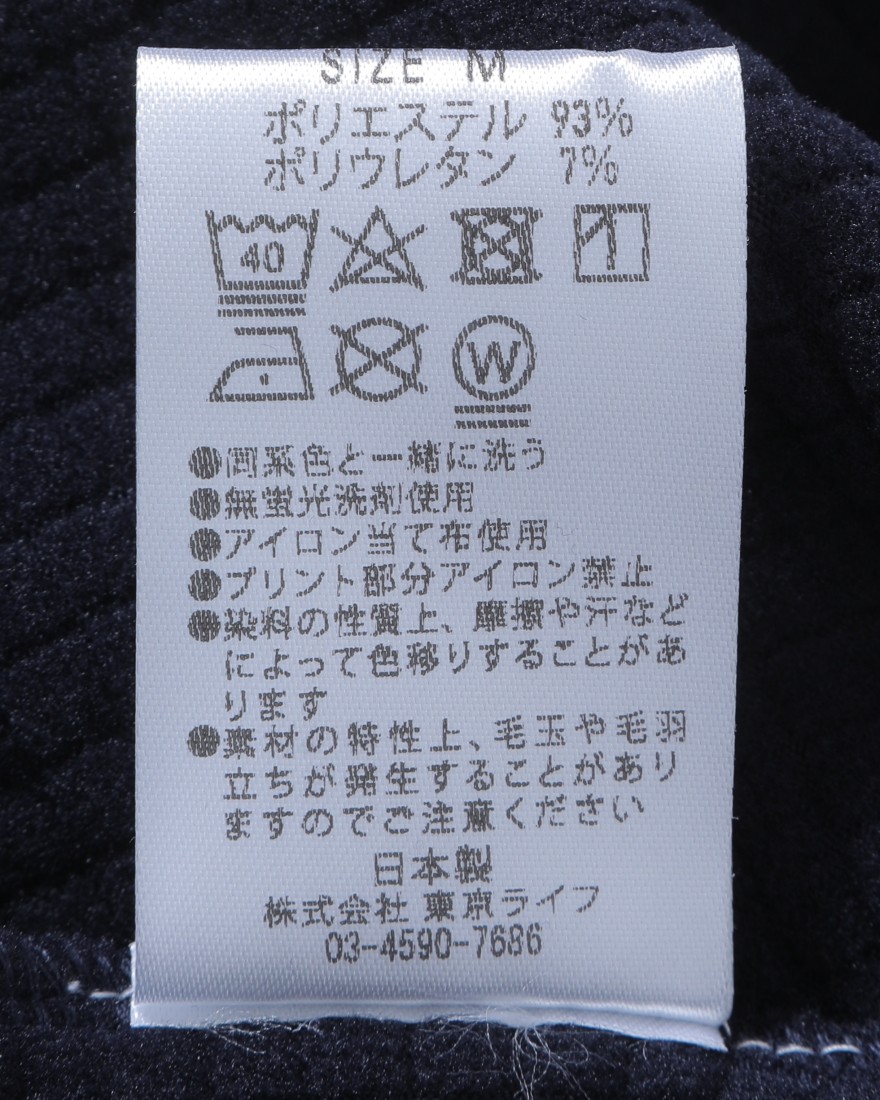 SIZE M
ポリエステル 93%
ポリウレタン 7%
40
W
●同系色と一緒に洗う
●無蛍光洗剤使用
●アイロン当て布使用
●プリント部分アイロン禁止
●染料の性質上、摩擦や汗など
によって色移りすることがあ
ります
●素材の特性上、毛玉や毛羽
立ちが発生することがあり
ますのでご注意ください
日本製
株式会社 東京ライフ
03-4590-7686